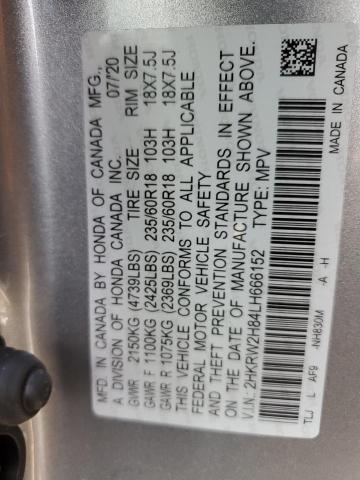 MANUFACTURED IN CANADA BY HONDA OF CANADA MFG.,
A DIVISION OF HONDA CANADA INC. 07/20
GVWR 2150KG (4739LBS) TIRE SIZE RIM SIZE
GAWR F 1100KG (2425LBS) 235/60R18 103H 18X7.5J
GAWR R 1075KG (2369LBS) 235/60R18 103H 18X7.5J
THIS VEHICLE CONFORMS TO ALL APPLICABLE
FEDERAL MOTOR VEHICLE SAFETY
AND THEFT PREVENTION STANDARDS IN EFFECT
ON THE DATE OF MANUFACTURE SHOWN ABOVE.
V.I.N.: 2HKRW2H84LH666152 TYPE: MPV
TLJ L AF9 -NH830M -A -H
MADE IN CANADA